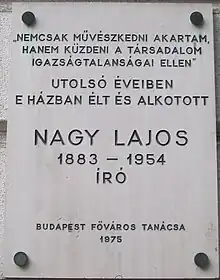 „NEMCSAK MŰVÉSZKEDNI AKARTAM,
HANEM KÜZDENI A TÁRSADALOM
IGAZSÁGTALANSÁGAI ELLEN"
UTOLSÓ ÉVEIBEN
E HÁZBAN ÉLT ÉS ALKOTOTT
NAGY LAJOS
1883 – 1954
ÍRÓ
BUDAPEST FŐVÁROS TANÁCSA
1975